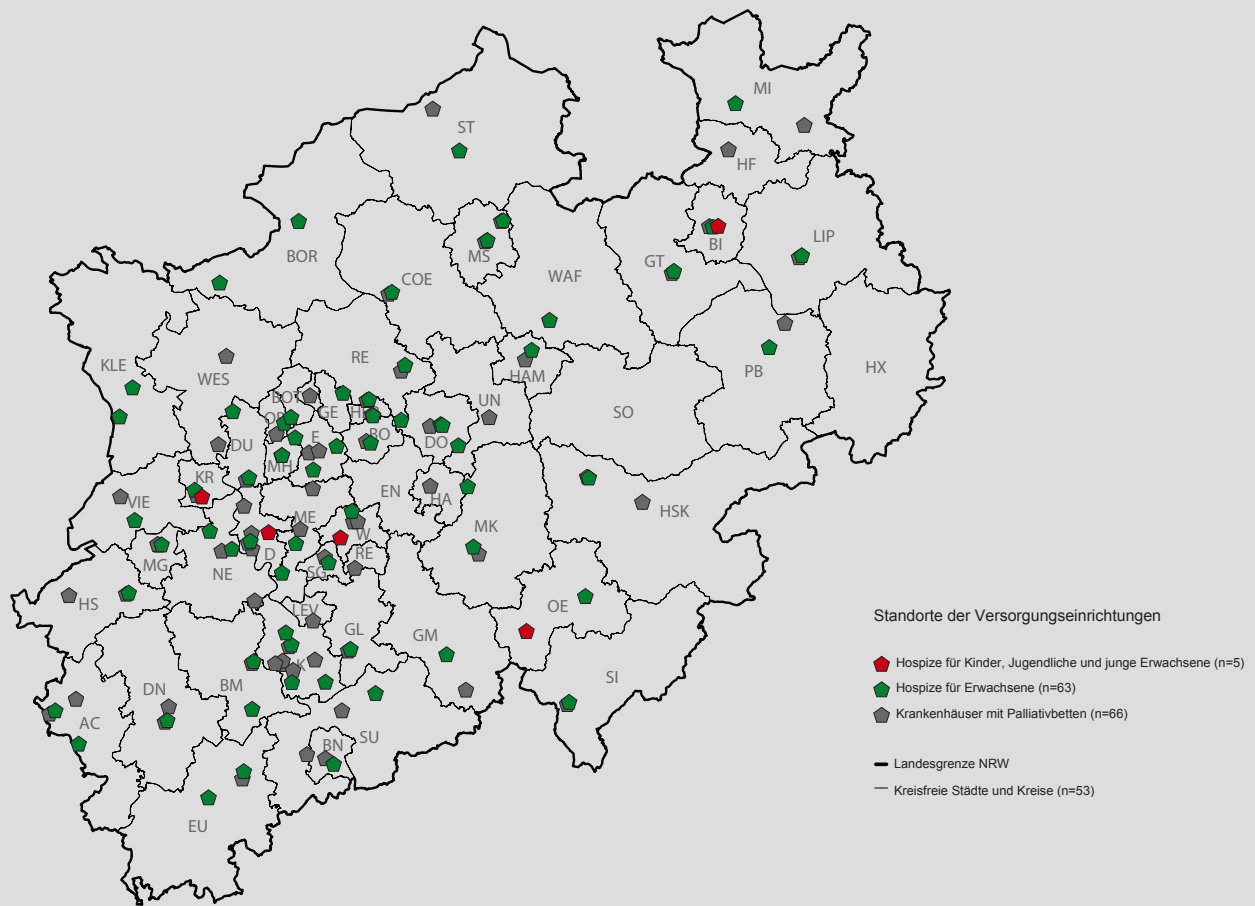 MI
ST
HF
BOR
MS
BI
LIP
COE
WAF
GT
KLE
WES
RE
HAM
PB
HX
BOT
GE
UN
SO
E
BO
DO
DU
MH
KR
EN
HA
VIE
ME
HSK
MK
W
MG
D
RE
NE
SG
HS
OE
LEV
GL
GM
K
SI
DN
BM
AC
SU
BN
EU
Standorte der Versorgungseinrichtungen
Hospize für Kinder, Jugendliche und junge Erwachsene (n=5)
Hospize für Erwachsene (n=63)
Krankenhäuser mit Palliativbetten (n=66)
Landesgrenze NRW
Kreisfreie Städte und Kreise (n=53)